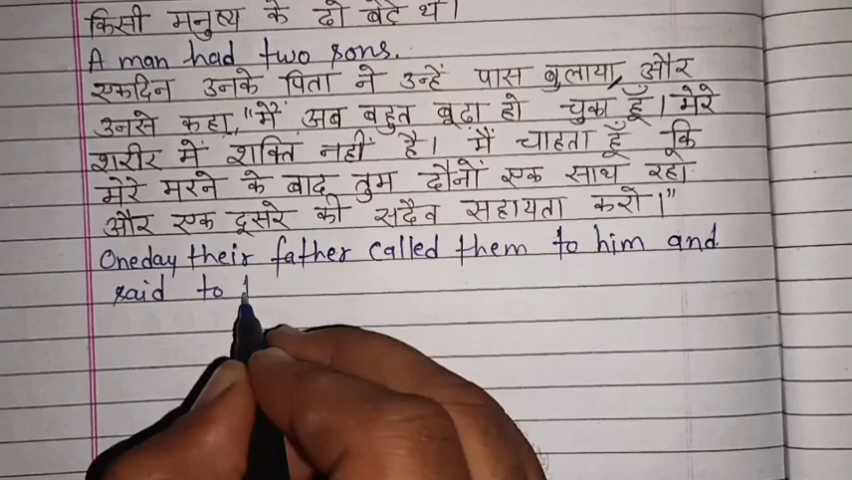 किसी मनुष्य के दो बेटे थे।
A man had two sons.
एकदिन उनके पिता ने उन्हें पास बुलाया, और
उनसे कहा, "मैं अब बहुत बूढ़ा हो चुका हूँ। मेरे
शरीर में शक्ति नहीं है। मैं चाहता हूँ कि
मेरे मरने के बाद तुम दौनों एक साथ रहो
और एक दूसरे की सदैव सहायता करो।"
Oneday their father called them to him and
said to